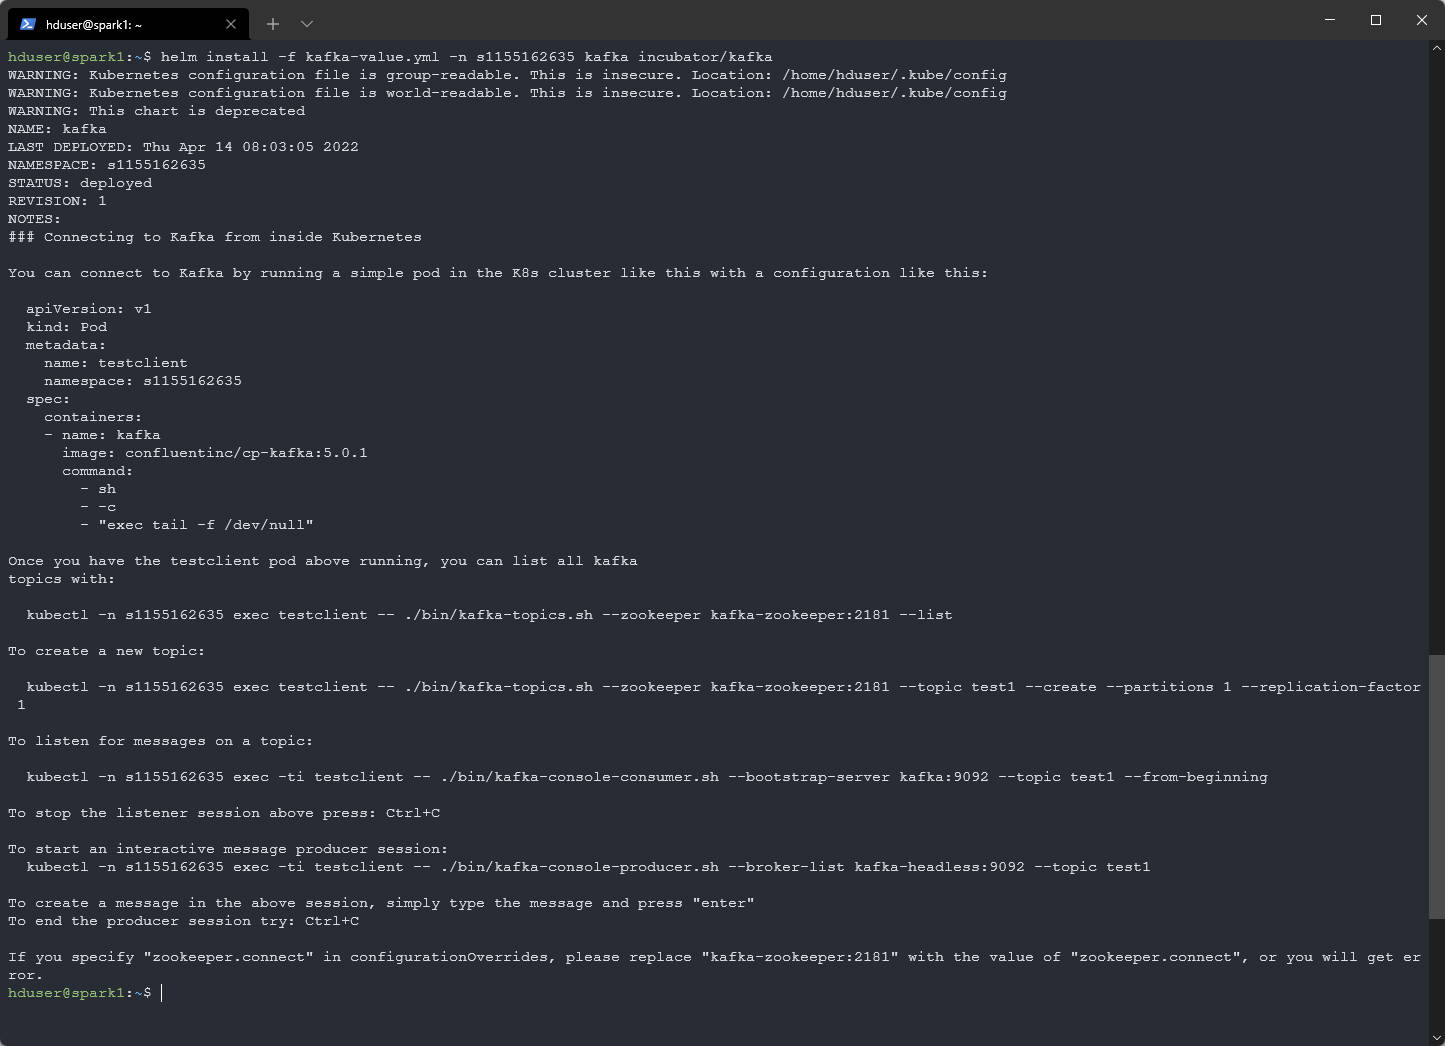 hduser@spark1: ~
hduser@spark1:~$ helm install -f kafka-value.yml -n s1155162635 kafka incubator/kafka
WARNING: Kubernetes configuration file is group-readable. This is insecure. Location: /home/hduser/.kube/config
WARNING: Kubernetes configuration file is world-readable. This is insecure. Location: /home/hduser/.kube/config
WARNING: This chart is deprecated
NAME: kafka
LAST DEPLOYED: Thu Apr 14 08:03:05 2022
NAMESPACE: s1155162635
STATUS: deployed
REVISION: 1
NOTES:
### Connecting to Kafka from inside Kubernetes

You can connect to Kafka by running a simple pod in the K8s cluster like this with a configuration like this:

  apiVersion: v1
  kind: Pod
  metadata:
    name: testclient
    namespace: s1155162635
  spec:
    containers:
    - name: kafka
      image: confluentinc/cp-kafka:5.0.1
      command:
        - sh
        - -c
        - "exec tail -f /dev/null"

Once you have the testclient pod above running, you can list all kafka
topics with:

  kubectl -n s1155162635 exec testclient -- ./bin/kafka-topics.sh --zookeeper kafka-zookeeper:2181 --list

To create a new topic:

  kubectl -n s1155162635 exec testclient -- ./bin/kafka-topics.sh --zookeeper kafka-zookeeper:2181 --topic test1 --create --partitions 1 --replication-factor
 1

To listen for messages on a topic:

  kubectl -n s1155162635 exec -ti testclient -- ./bin/kafka-console-consumer.sh --bootstrap-server kafka:9092 --topic test1 --from-beginning

To stop the listener session above press: Ctrl+C

To start an interactive message producer session:
  kubectl -n s1155162635 exec -ti testclient -- ./bin/kafka-console-producer.sh --broker-list kafka-headless:9092 --topic test1

To create a message in the above session, simply type the message and press "enter"
To end the producer session try: Ctrl+C

If you specify "zookeeper.connect" in configurationOverrides, please replace "kafka-zookeeper:2181" with the value of "zookeeper.connect", or you will get er
ror.
hduser@spark1:~$